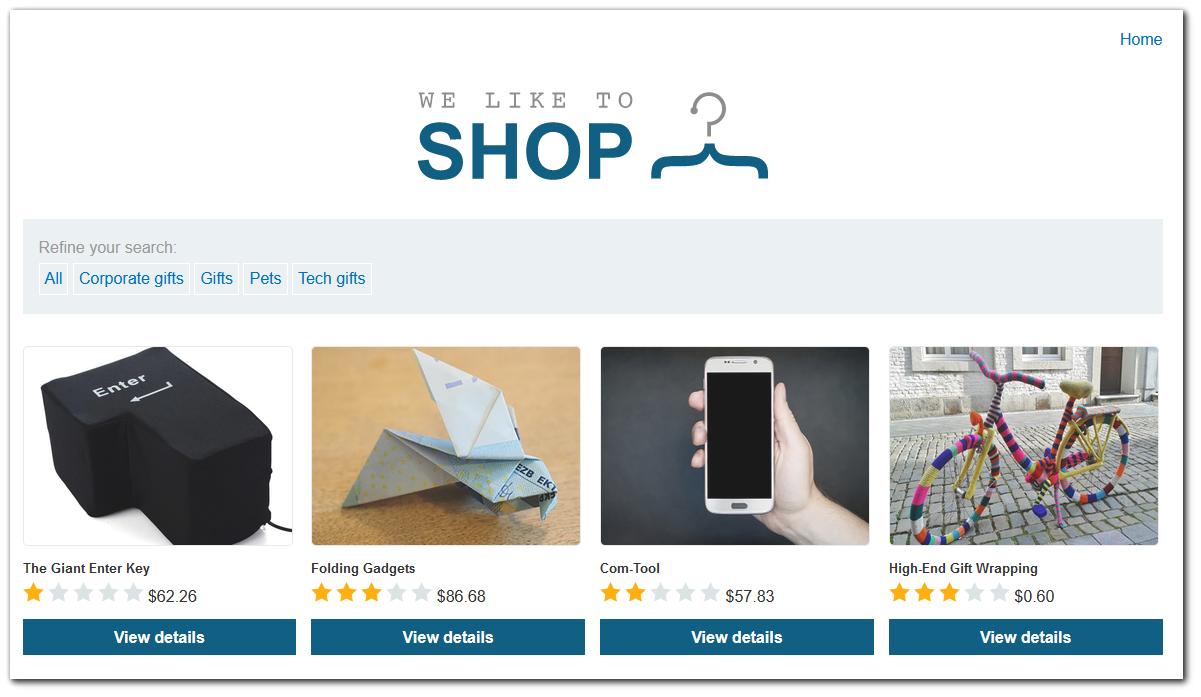 Home
WE LIKE TO
SHOP
Refine your search:
All Corporate gifts Gifts Pets Tech gifts
Enter
EZB EK
The Giant Enter Key Folding Gadgets Com-Tool High-End Gift Wrapping
$62.26 $86.68 $57.83 $0.60
View details View details View details View details